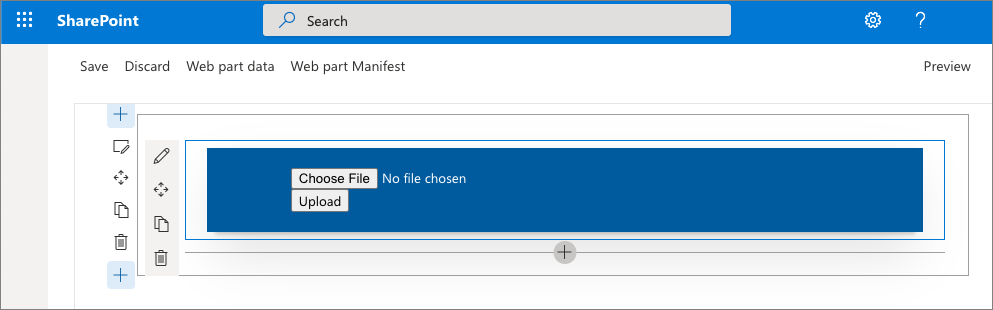 SharePoint
Search
?
Save Discard Web part data Web part Manifest Preview
Choose File No file chosen
Upload